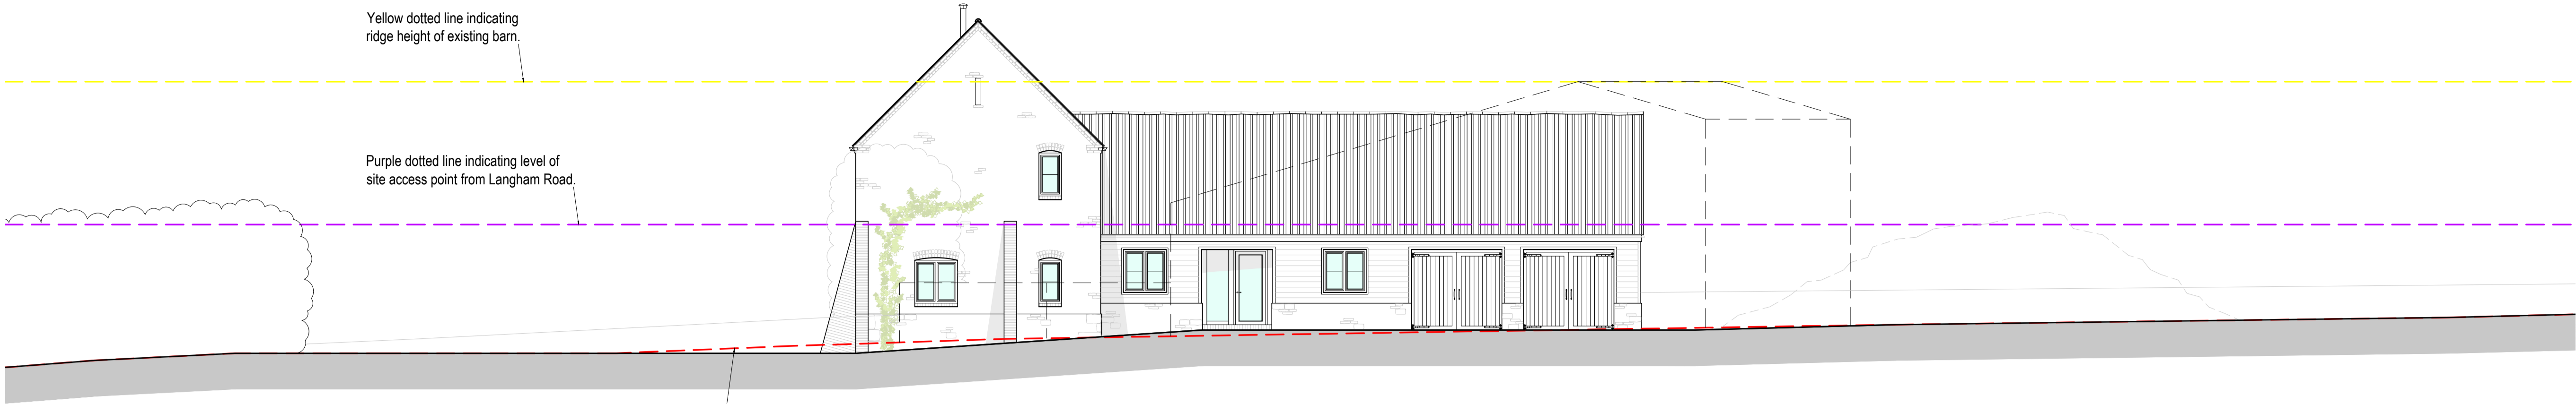 Yellow dotted line indicating
ridge height of existing barn.
Purple dotted line indicating level of
site access point from Langham Road.